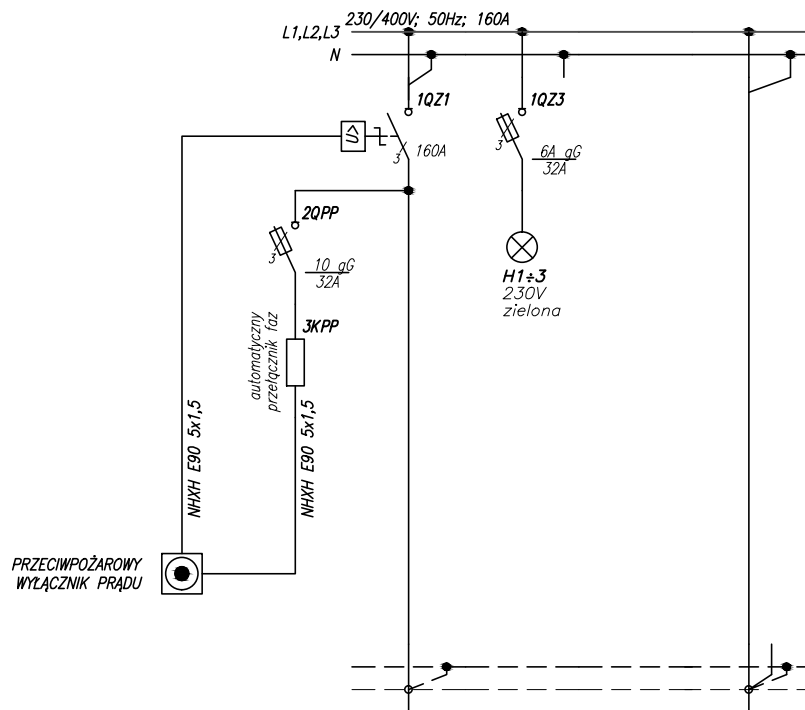 230/400V; 50Hz; 160A
L1,L2,L3
N
1QZ1
1QZ3
U>
3
160A
3
6A gG
32A
2QPP
3
10 gG
32A
H1÷3
230V
zielona
3KPP
automatyczny
przełącznik faz
NHXH E90 5x1,5
NHXH E90 5x1,5
PRZECIWPOŻAROWY
WYŁĄCZNIK PRĄDU